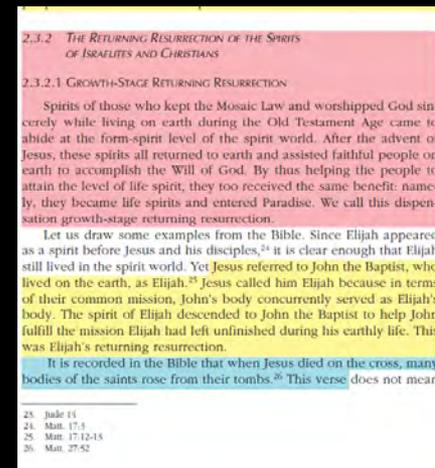 2.3.2 THE RETURNING RESURRECTION OF THE SPIRITS
OF ISRAELITES AND CHRISTIANS
2.3.2.1 GROWTH-STAGE RETURNING RESURRECTION
Spirits of those who kept the Mosaic Law and worshipped God sin-
cerely while living on earth during the Old Testament Age came to
abide at the form-spirit level of the spirit world. After the advent of
Jesus, these spirits all returned to earth and assisted faithful people on
earth to accomplish the Will of God. By thus helping the people to
attain the level of life spirit, they too received the same benefit: name-
ly, they became life spirits and entered Paradise. We call this dispen-
sation growth-stage returning resurrection.
Let us draw some examples from the Bible. Since Elijah appeared
as a spirit before Jesus and his disciples,24 it is clear enough that Elijah
still lived in the spirit world. Yet Jesus referred to John the Baptist, who
lived on the earth, as Elijah.25 Jesus called him Elijah because in terms
of their common mission, John's body concurrently served as Elijah's
body. The spirit of Elijah descended to John the Baptist to help John
fulfill the mission Elijah had left unfinished during his earthly life. This
was Elijah's returning resurrection.
It is recorded in the Bible that when Jesus died on the cross, many
bodies of the saints rose from their tombs.26 This verse does not mean
23. Jude 14
24. Matt. 17:3
25. Matt. 17:12-13
26. Matt. 27:52